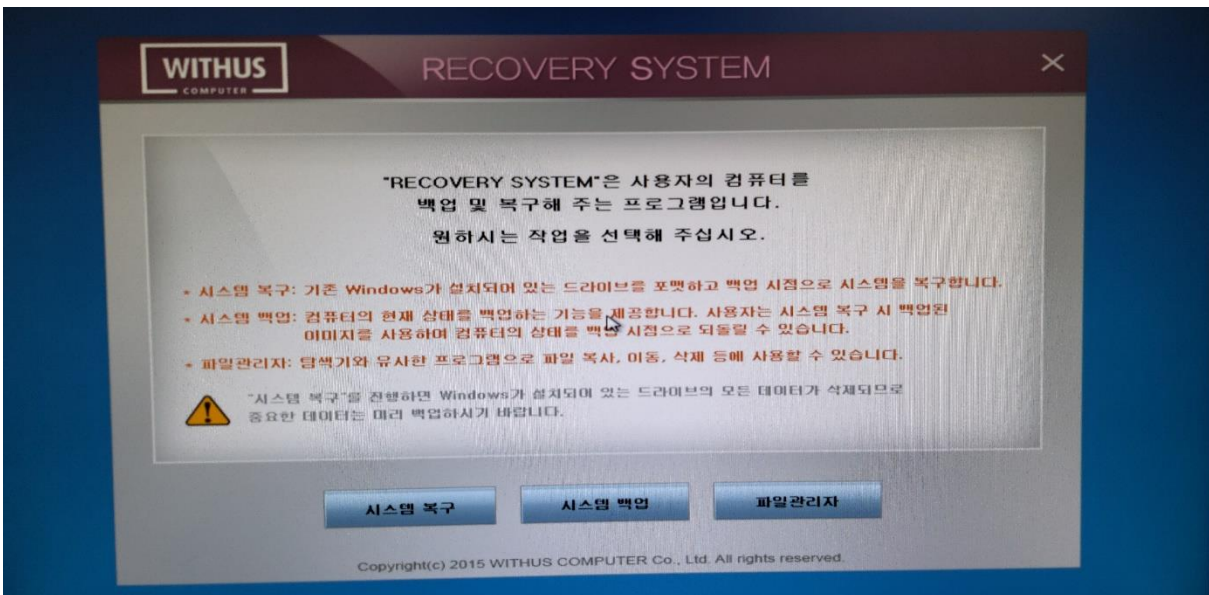 WITHUS
COMPUTER
RECOVERY SYSTEM
"RECOVERY SYSTEM"은 사용자의 컴퓨터를
백업 및 복구해 주는 프로그램입니다.
원하시는 작업을 선택해 주십시오.
* 시스템 복구: 기존 Windows가 설치되어 있는 드라이브를 포맷하고 백업 시점으로 시스템을 복구합니다.
* 시스템 백업: 컴퓨터의 현재 상태를 백업하는 기능을 제공합니다. 사용자는 시스템 복구 시 백업된
이미지를 사용하여 컴퓨터의 상태를 백업 시점으로 되돌릴 수 있습니다.
* 파일관리자: 탐색기와 유사한 프로그램으로 파일 복사, 이동, 삭제 등에 사용할 수 있습니다.
"시스템 복구"를 진행하면 Windows가 설치되어 있는 드라이브의 모든 데이터가 삭제되므로
중요한 데이터는 미리 백업하시기 바랍니다.
시스템 복구
시스템 백업
파일관리자
Copyright(c) 2015 WITHUS COMPUTER Co., Ltd. All rights reserved.